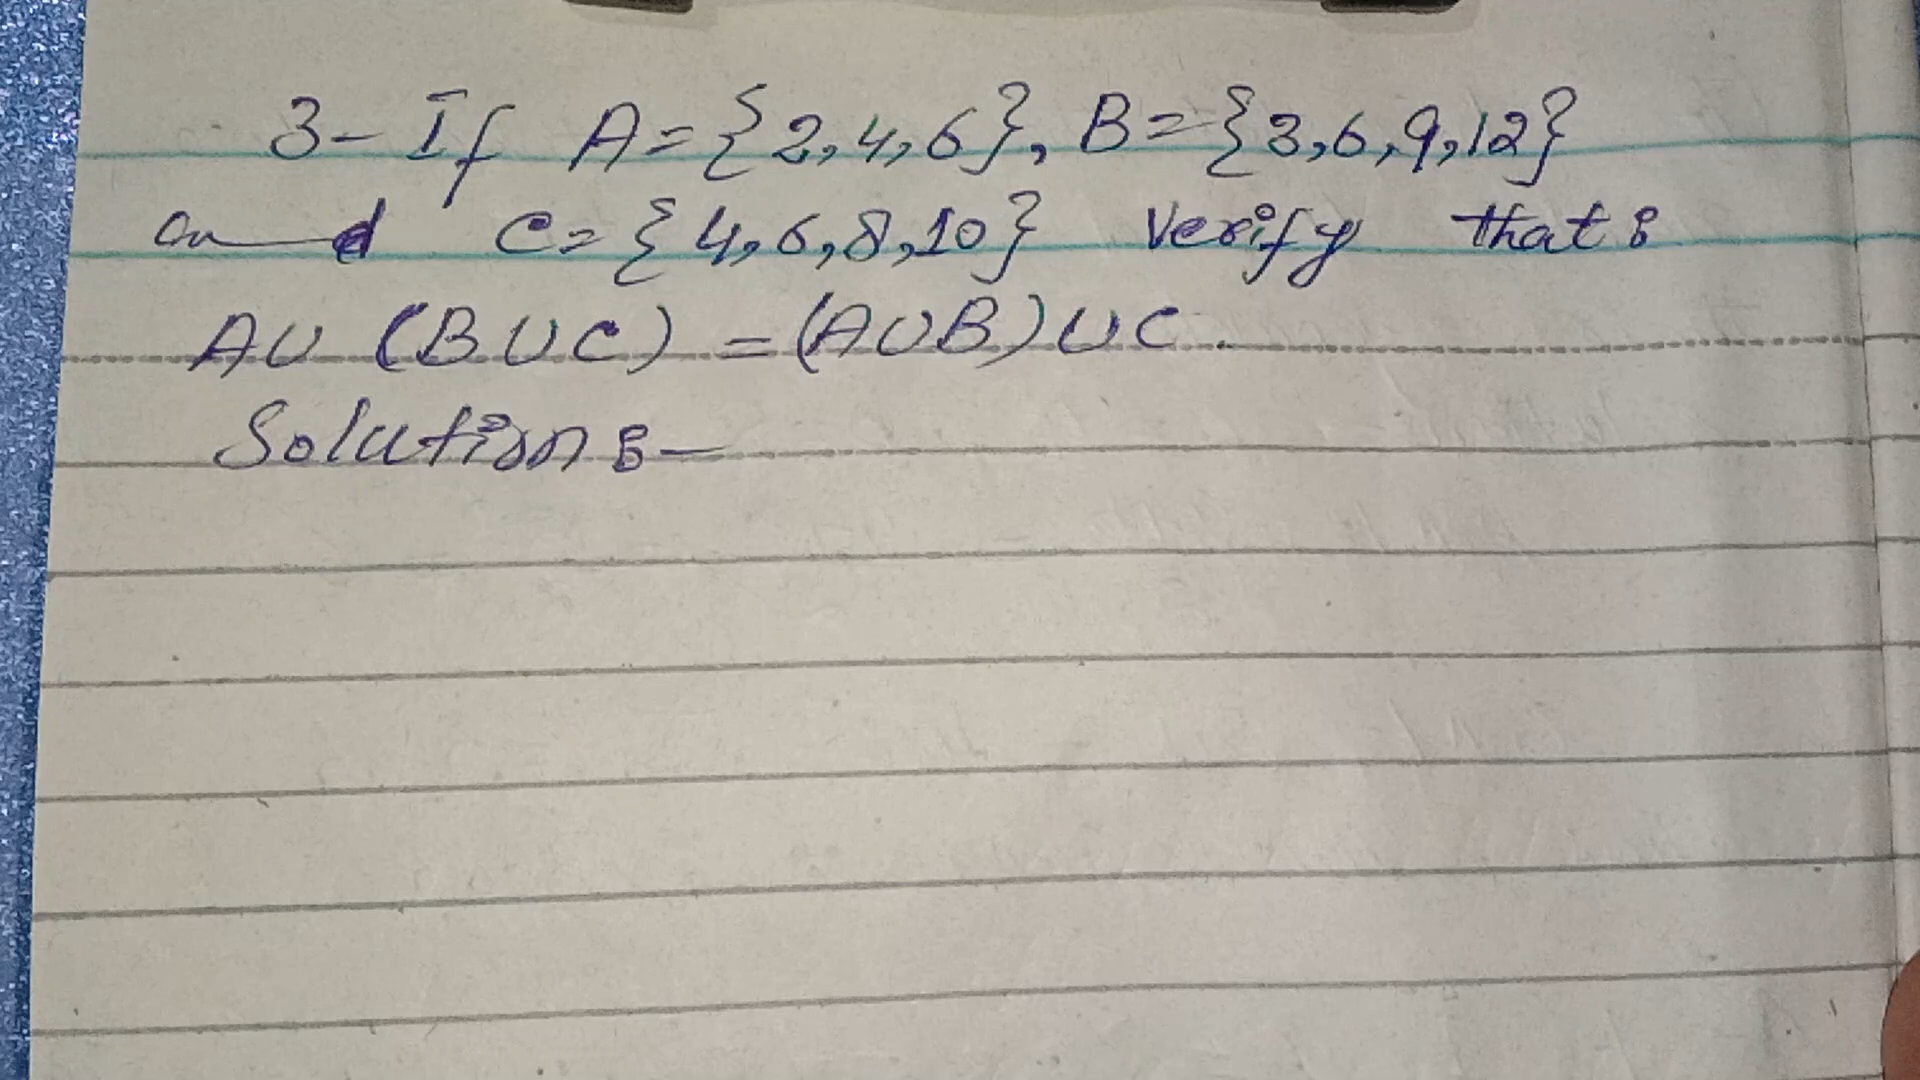 3- If A = {2,4,6}, B = {3,6,9,12}
and C = {4,6,8,10} Verify that:
A∪ (B∪C) = (A∪B)∪C.
Solution:-